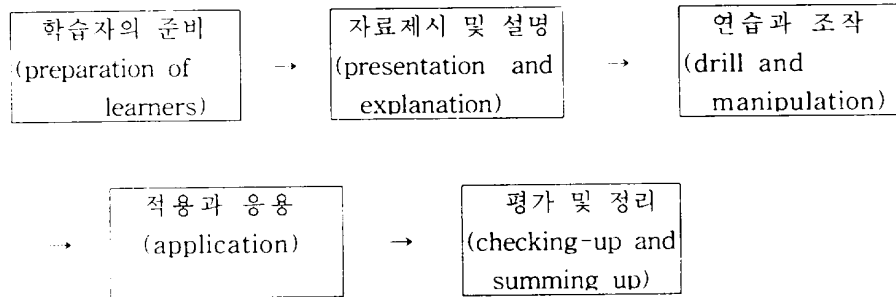 학습자의 준비
(preparation of
learners)
→
자료제시 및 설명
(presentation and
explanation)
→
연습과 조작
(drill and
manipulation)
→
적용과 응용
(application)
→
평가 및 정리
(checking-up and
summing up)